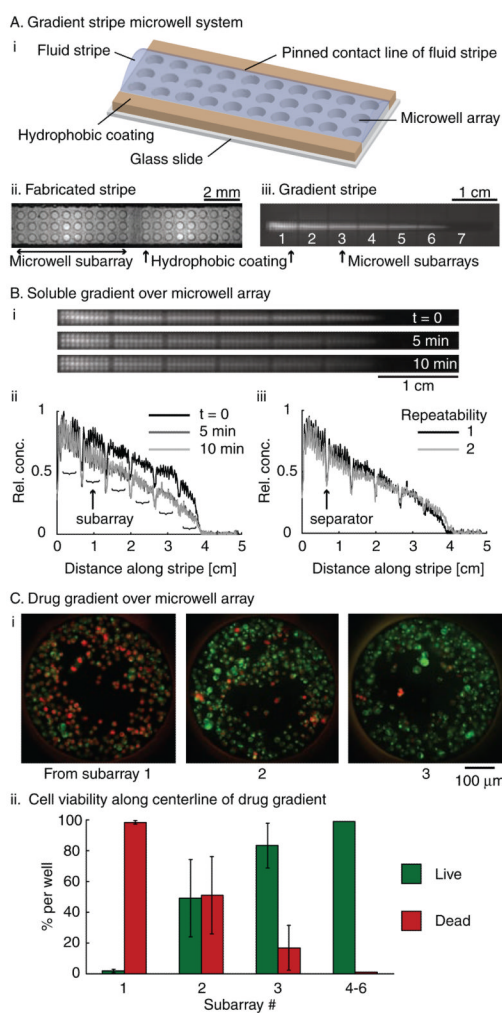 A. Gradient stripe microwell system
i
Fluid stripe
Pinned contact line of fluid stripe
Microwell array
Hydrophobic coating
Glass slide
ii. Fabricated stripe
2 mm
iii. Gradient stripe
1 cm
1 2 3 4 5 6 7
Microwell subarray
Hydrophobic coating
Microwell subarrays
B. Soluble gradient over microwell array
i
t = 0
5 min
10 min
1 cm
ii
1
0.5
0
Rel. conc.
t = 0
5 min
10 min
subarray
0 1 2 3 4 5
Distance along stripe [cm]
iii
1
0.5
0
Rel. conc.
Repeatability
1
2
separator
0 1 2 3 4 5
Distance along stripe [cm]
C. Drug gradient over microwell array
i
From subarray 1
2
3
100 μm
ii. Cell viability along centerline of drug gradient
100
80
60
40
20
0
% per well
Live
Dead
1 2 3 4-6
Subarray #